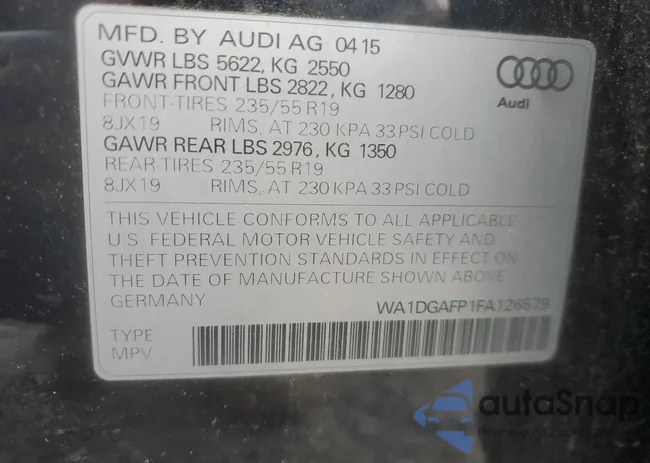 MFD. BY AUDI AG 04 15
GVWR LBS 5622, KG 2550
GAWR FRONT LBS 2822, KG 1280
FRONT-TIRES 235/55 R19
8JX19 RIMS, AT 230 KPA 33 PSI COLD
GAWR REAR LBS 2976, KG 1350
REAR-TIRES 235/55 R19
8JX19 RIMS, AT 230 KPA 33 PSI COLD
Audi
THIS VEHICLE CONFORMS TO ALL APPLICABLE
U.S. FEDERAL MOTOR VEHICLE SAFETY AND
THEFT PREVENTION STANDARDS IN EFFECT ON
THE DATE OF MANUFACTURE SHOWN ABOVE
GERMANY WA1DGAFP1FA126579
TYPE
MPV
autoSnap